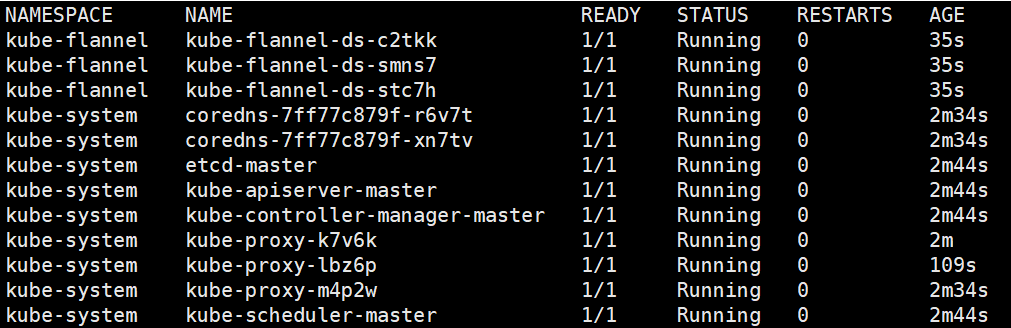 NAMESPACE NAME READY STATUS RESTARTS AGE
kube-flannel kube-flannel-ds-c2tkk 1/1 Running 0 35s
kube-flannel kube-flannel-ds-smns7 1/1 Running 0 35s
kube-flannel kube-flannel-ds-stc7h 1/1 Running 0 35s
kube-system coredns-7ff77c879f-r6v7t 1/1 Running 0 2m34s
kube-system coredns-7ff77c879f-xn7tv 1/1 Running 0 2m34s
kube-system etcd-master 1/1 Running 0 2m44s
kube-system kube-apiserver-master 1/1 Running 0 2m44s
kube-system kube-controller-manager-master 1/1 Running 0 2m44s
kube-system kube-proxy-k7v6k 1/1 Running 0 2m
kube-system kube-proxy-lbz6p 1/1 Running 0 109s
kube-system kube-proxy-m4p2w 1/1 Running 0 2m34s
kube-system kube-scheduler-master 1/1 Running 0 2m44s